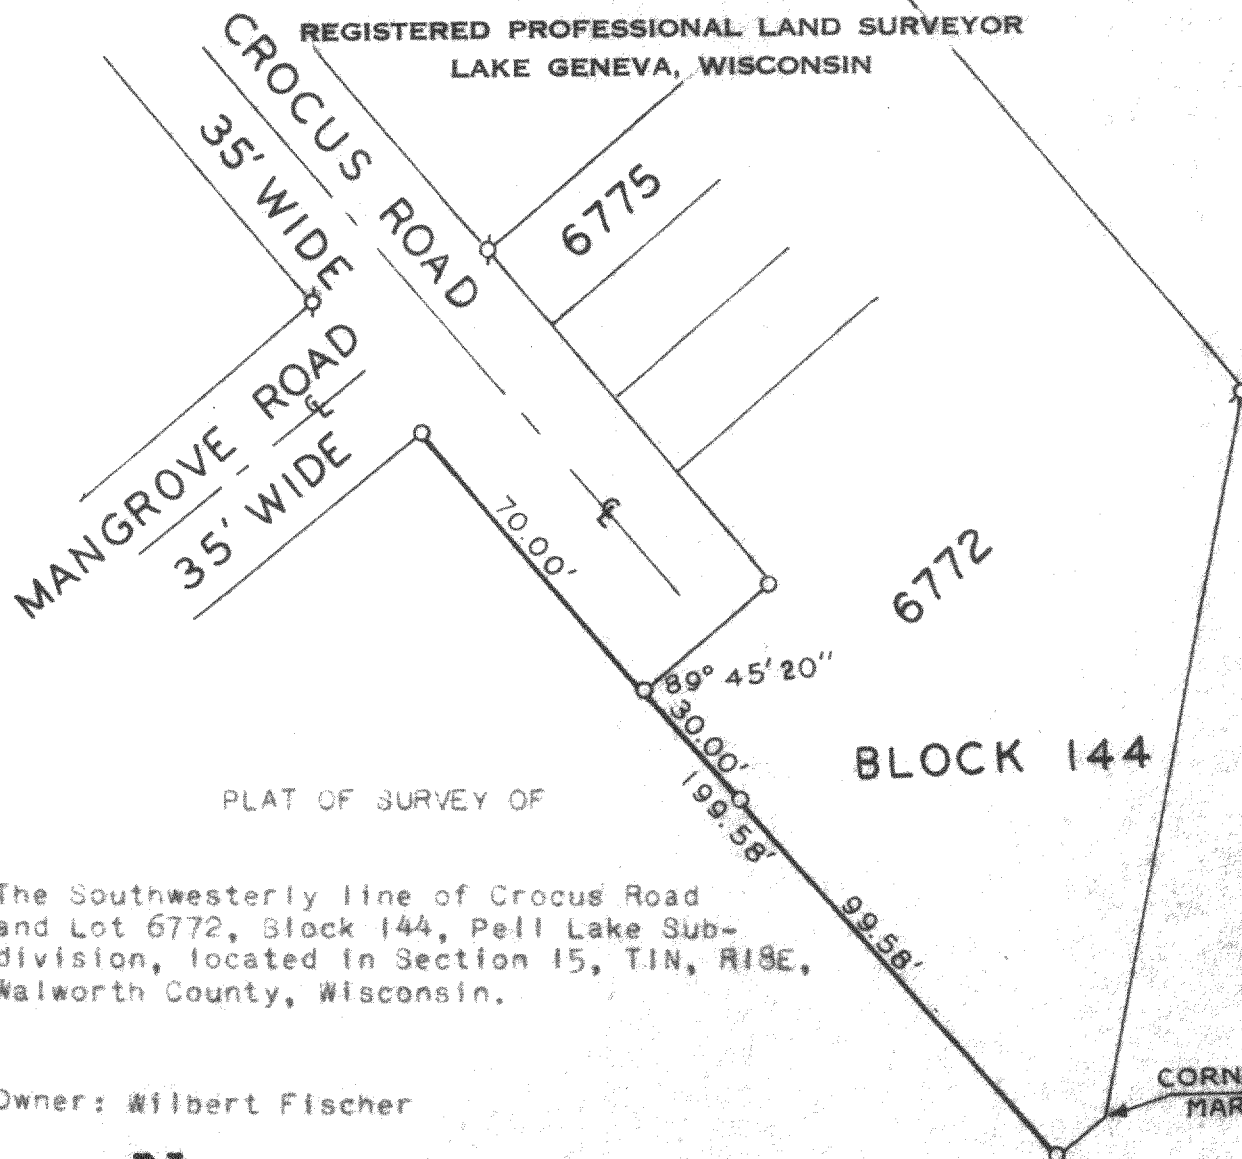 REGISTERED PROFESSIONAL LAND SURVEYOR
LAKE GENEVA, WISCONSIN
CROCUS ROAD
35' WIDE
6775
MANGROVE ROAD
℄
35' WIDE
70.00'
℄
6772
89° 45' 20"
30.00'
199.58'
BLOCK 144
99.58'
PLAT OF SURVEY OF
The Southwesterly line of Crocus Road
and Lot 6772, Block 144, Pell Lake Sub-
division, located in Section 15, T1N, R18E,
Walworth County, Wisconsin.
Owner: Wilbert Fischer
CORN
MAR